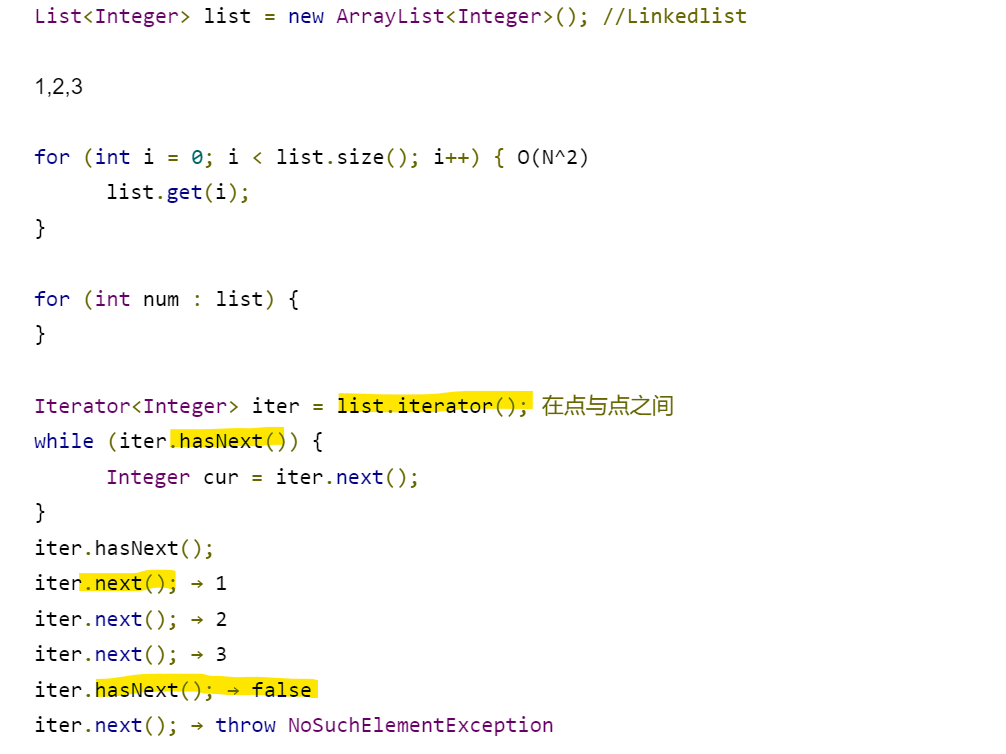 List<Integer> list = new ArrayList<Integer>(); //Linkedlist
1,2,3
for (int i = 0; i < list.size(); i++) { O(N^2)
list.get(i);
}
for (int num : list) {
}
Iterator<Integer> iter = list.iterator(); 在点与点之间
while (iter.hasNext()) {
Integer cur = iter.next();
}
iter.hasNext();
iter.next(); → 1
iter.next(); → 2
iter.next(); → 3
iter.hasNext(); → false
iter.next(); → throw NoSuchElementException